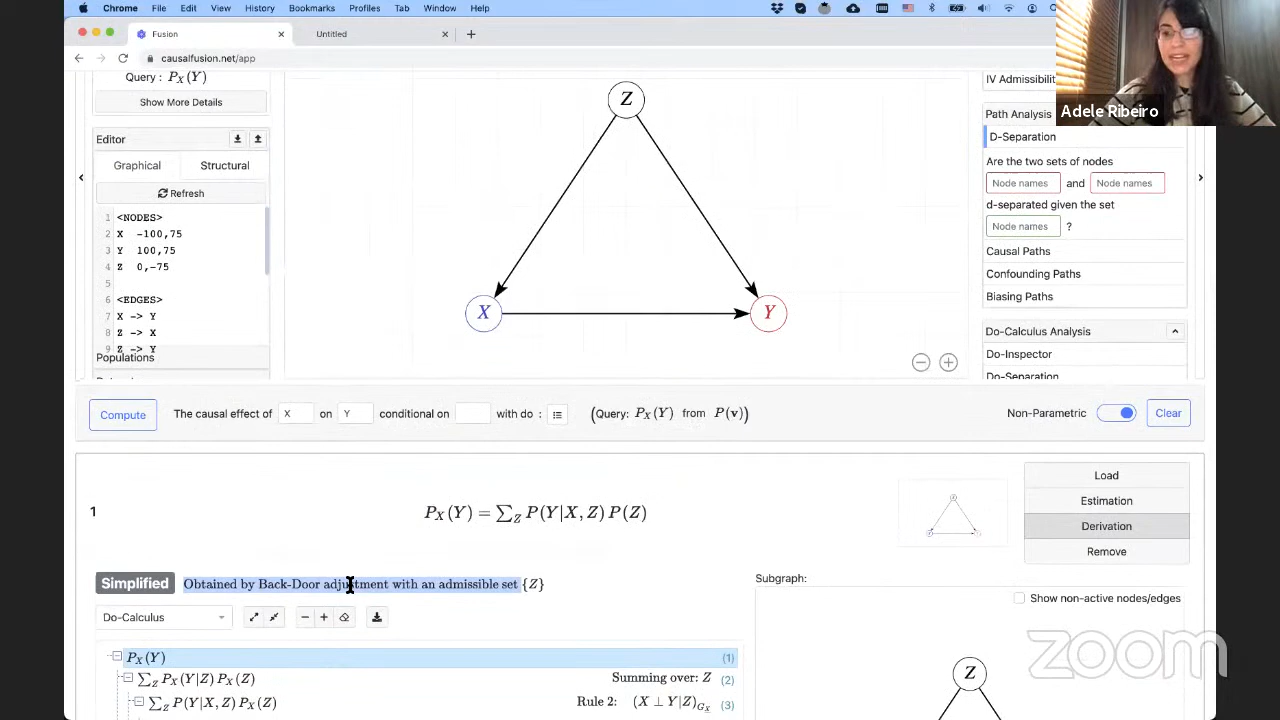 Chrome File Edit View History Bookmarks Profiles Tab Window Help
Fusion
Untitled
causalfusion.net/app
Adele Ribeiro
Query : P_X(Y)
Show More Details
Editor
Graphical Structural
Refresh
1 <NODES>
2 X -100,75
3 Y 100,75
4 Z 0,-75
5
6 <EDGES>
7 X -> Y
8 Z -> X
9 Z -> Y
Populations
Z
X
Y
IV Admissibility
Path Analysis
D-Separation
Are the two sets of nodes
Node names and Node names
d-separated given the set
Node names ?
Causal Paths
Confounding Paths
Biasing Paths
Do-Calculus Analysis
Do-Inspector
Do-Separation
Compute The causal effect of X on Y conditional on with do : (Query: P_X(Y) from P(v)) Non-Parametric Clear
1 P_X(Y) = ∑_Z P(Y|X, Z) P(Z)
Load
Estimation
Derivation
Remove
Simplified Obtained by Back-Door adjustment with an admissible set {Z}
Do-Calculus
P_X(Y) (1)
∑_Z P_X(Y|Z) P_X(Z) Summing over: Z (2)
∑_Z P(Y|X, Z) P_X(Z) Rule 2: (X ⊥ Y|Z)_{G_X} (3)
Subgraph:
Show non-active nodes/edges
Z
zoom